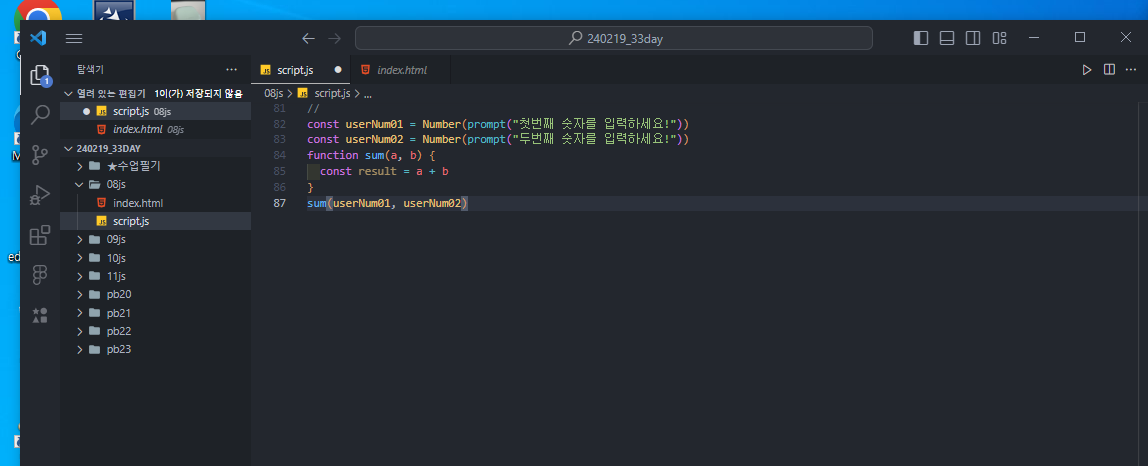 240219_33day
탐색기
script.js
index.html
열려 있는 편집기 1이(가) 저장되지 않음
script.js 08js
index.html 08js
240219_33DAY
★수업필기
08js
index.html
script.js
09js
10js
11js
pb20
pb21
pb22
pb23
08js > JS script.js > ...
81 //
82 const userNum01 = Number(prompt("첫번째 숫자를 입력하세요!"))
83 const userNum02 = Number(prompt("두번째 숫자를 입력하세요!"))
84 function sum(a, b) {
85 const result = a + b
86 }
87 sum(userNum01, userNum02)